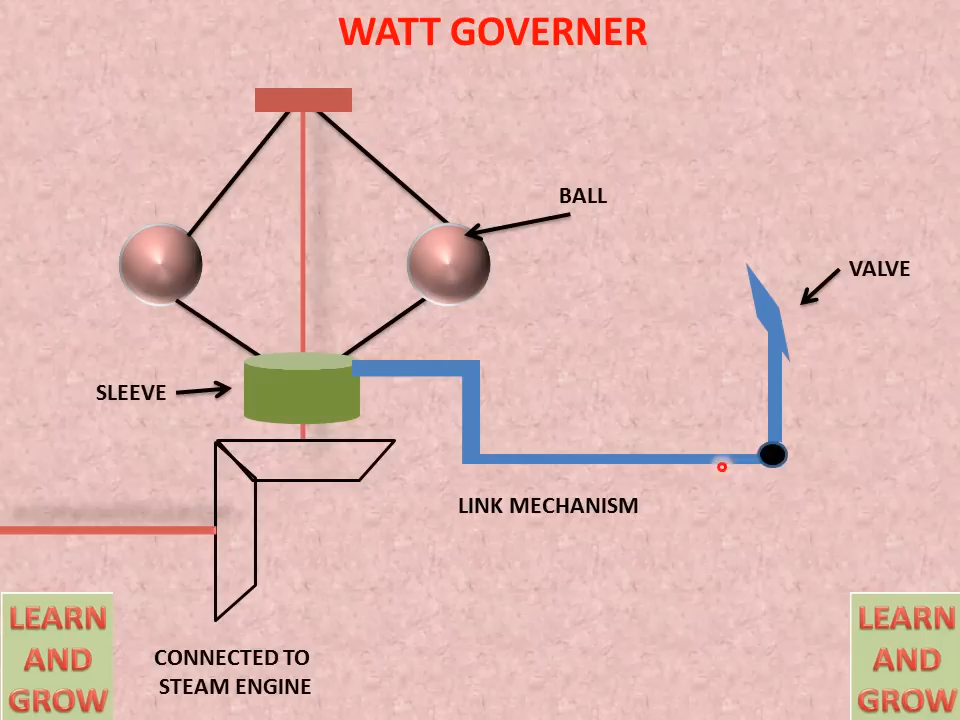 WATT GOVERNER
BALL
VALVE
SLEEVE
LINK MECHANISM
CONNECTED TO
STEAM ENGINE
LEARN
AND
GROW
LEARN
AND
GROW